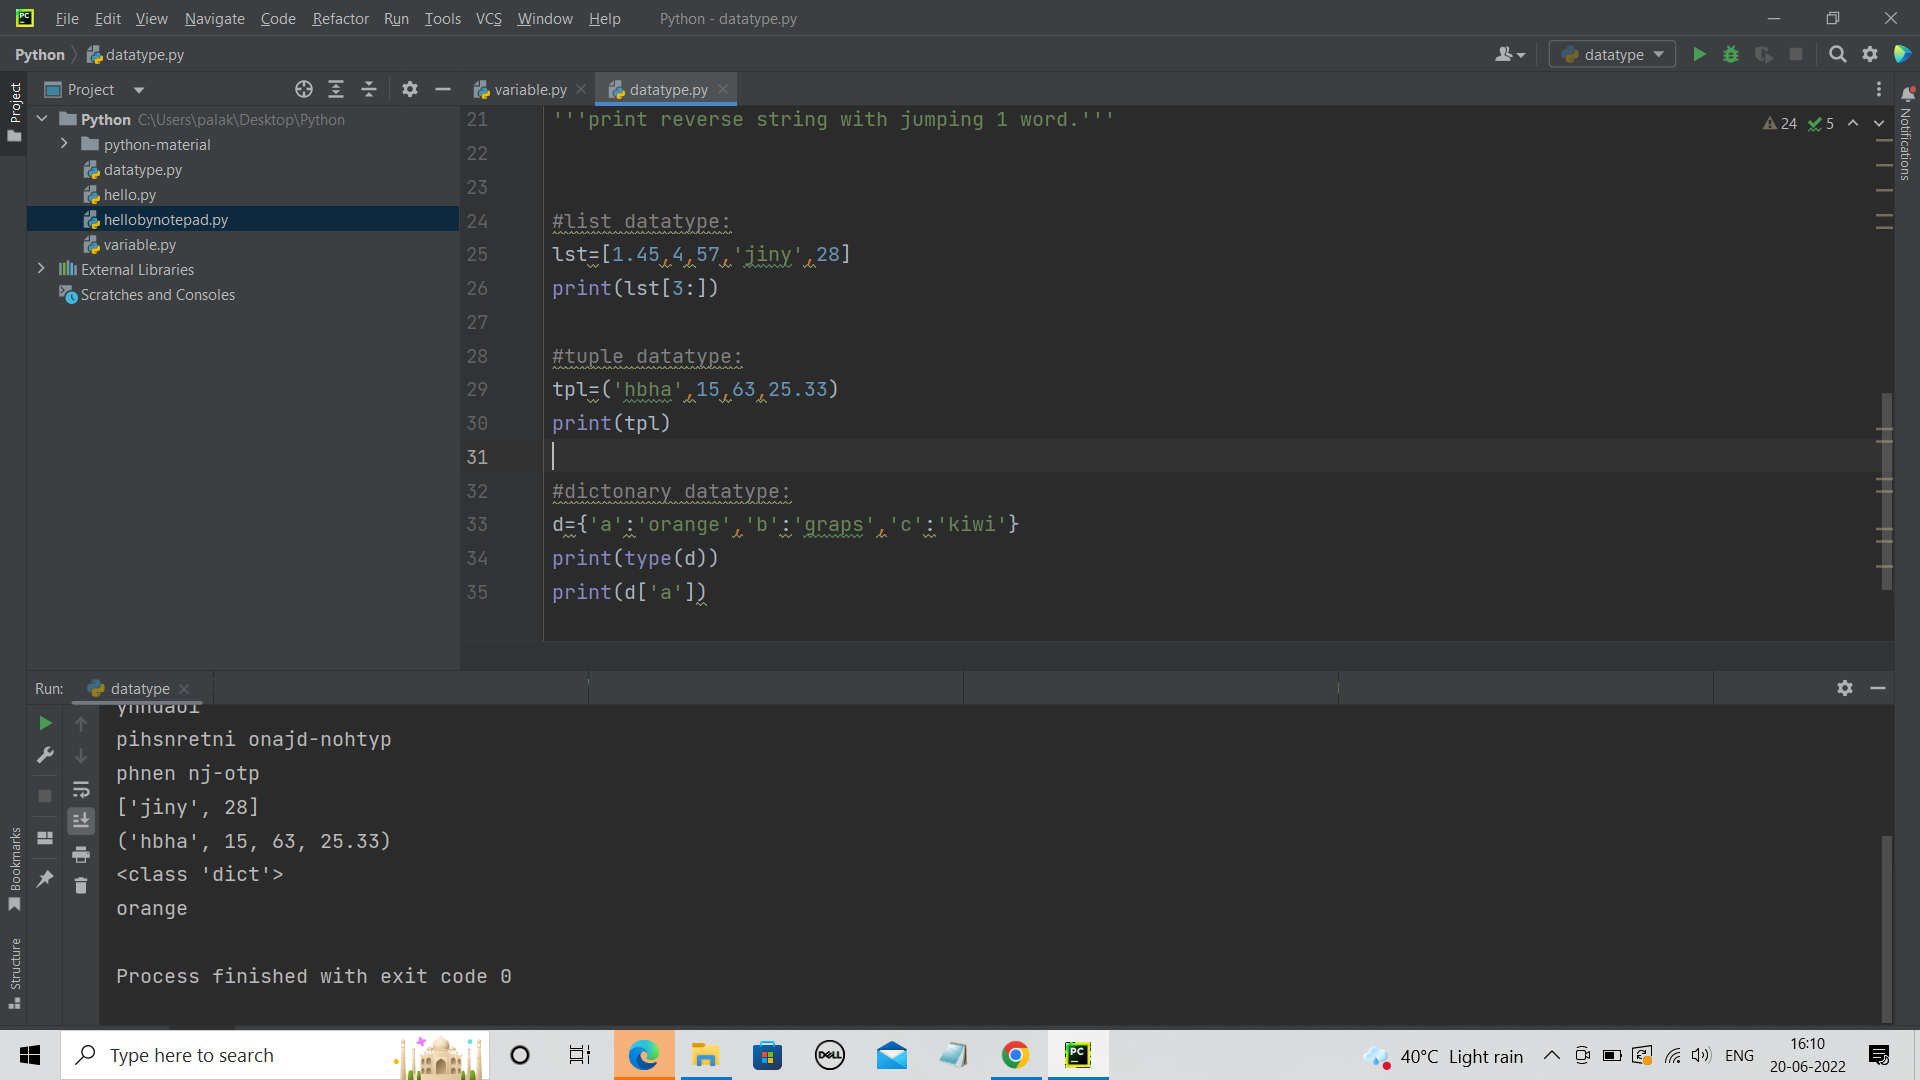 File Edit View Navigate Code Refactor Run Tools VCS Window Help Python - datatype.py
Python datatype.py datatype
Project variable.py datatype.py
Project
Python C:\Users\palak\Desktop\Python
python-material
datatype.py
hello.py
hellobynotepad.py
variable.py
External Libraries
Scratches and Consoles
24 5
Notifications
21 '''print reverse string with jumping 1 word.'''
22
23
24 #list datatype:
25 lst=[1.45,4,57,'jiny',28]
26 print(lst[3:])
27
28 #tuple datatype:
29 tpl=('hbha',15,63,25.33)
30 print(tpl)
31
32 #dictonary datatype:
33 d={'a':'orange','b':'graps','c':'kiwi'}
34 print(type(d))
35 print(d['a'])
Run: datatype
pihsnretni onajd-nohtyp
phnen nj-otp
['jiny', 28]
('hbha', 15, 63, 25.33)
<class 'dict'>
orange
Process finished with exit code 0
Bookmarks
Structure
Type here to search
DELL
PC
40°C Light rain
ENG
16:10
20-06-2022